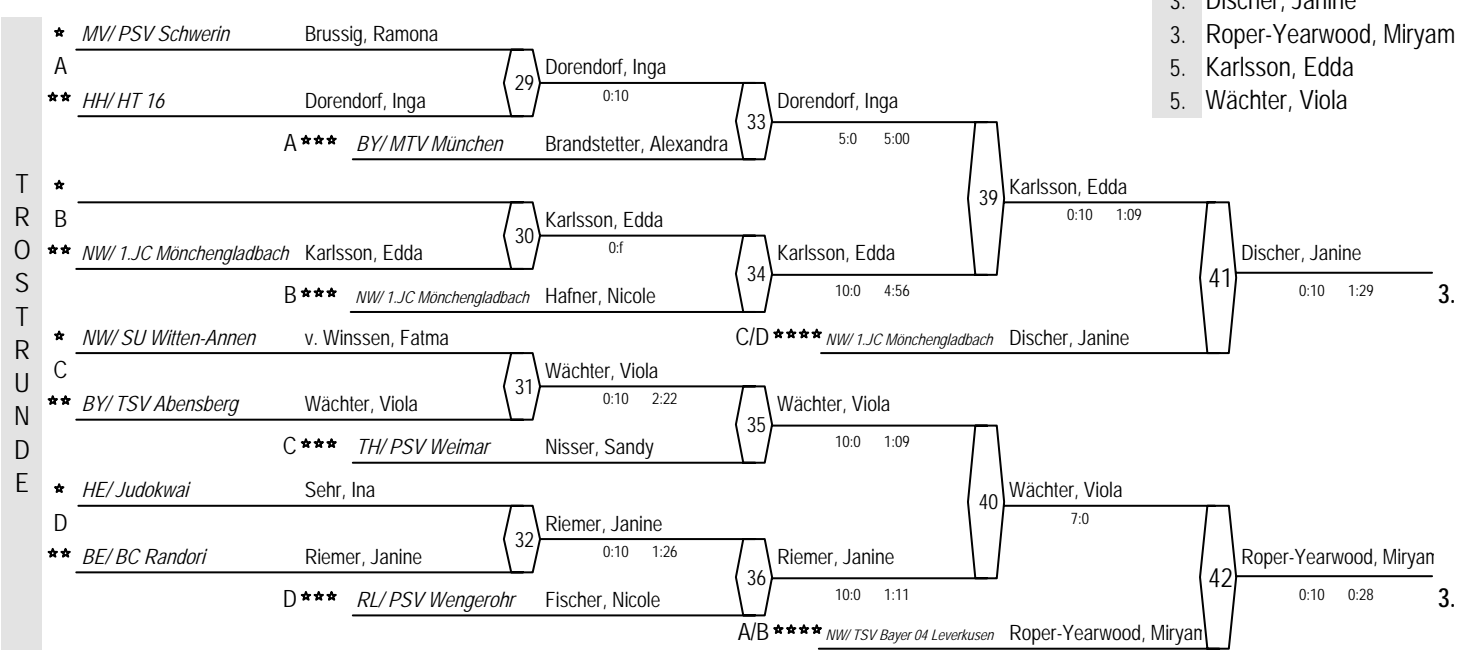 3. Discher, Janine
3. Roper-Yearwood, Miryam
5. Karlsson, Edda
5. Wächter, Viola
TROSTRUNDE
* MV/ PSV Schwerin Brussig, Ramona
A
29 Dorendorf, Inga
0:10
** HH/ HT 16 Dorendorf, Inga
33 Dorendorf, Inga
5:0 5:00
A *** BY/ MTV München Brandstetter, Alexandra
39 Karlsson, Edda
0:10 1:09
*
B
30 Karlsson, Edda
0:f
** NW/ 1.JC Mönchengladbach Karlsson, Edda
34 Karlsson, Edda
10:0 4:56
B *** NW/ 1.JC Mönchengladbach Hafner, Nicole
41 Discher, Janine
0:10 1:29 3.
C/D **** NW/ 1.JC Mönchengladbach Discher, Janine
* NW/ SU Witten-Annen v. Winssen, Fatma
C
31 Wächter, Viola
0:10 2:22
** BY/ TSV Abensberg Wächter, Viola
35 Wächter, Viola
10:0 1:09
C *** TH/ PSV Weimar Nisser, Sandy
40 Wächter, Viola
7:0
* HE/ Judokwai Sehr, Ina
D
32 Riemer, Janine
0:10 1:26
** BE/ BC Randori Riemer, Janine
36 Riemer, Janine
10:0 1:11
D *** RL/ PSV Wengerohr Fischer, Nicole
42 Roper-Yearwood, Miryam
0:10 0:28 3.
A/B **** NW/ TSV Bayer 04 Leverkusen Roper-Yearwood, Miryam